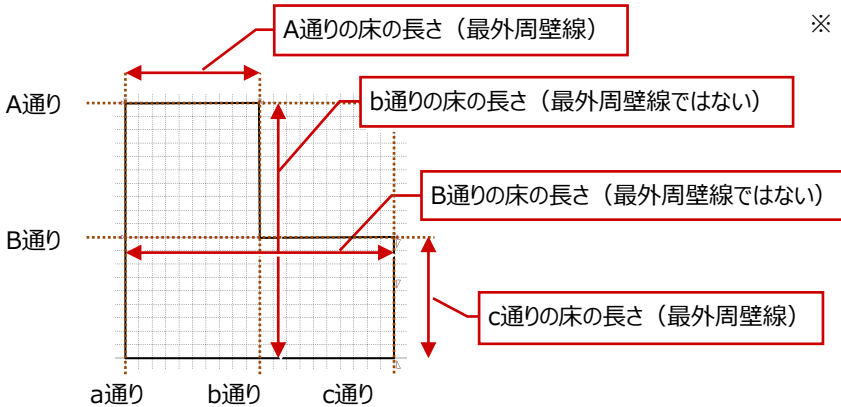 ※
A通りの床の長さ（最外周壁線）
A通り
b通りの床の長さ（最外周壁線ではない）
B通りの床の長さ（最外周壁線ではない）
B通り
c通りの床の長さ（最外周壁線）
a通り
b通り
c通り